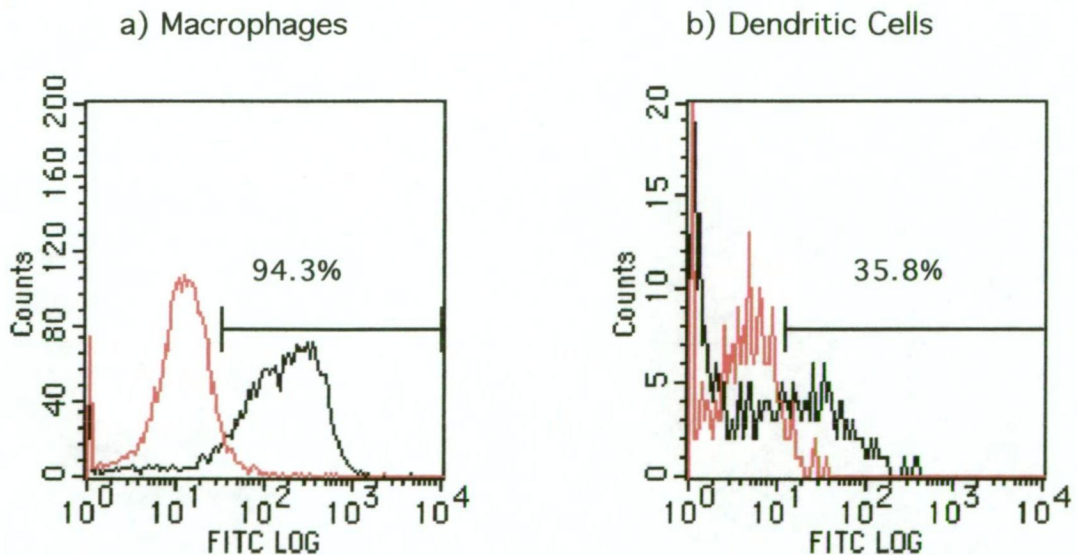 a) Macrophages
200
160
120
80
40
0
Counts
94.3%
10^0 10^1 10^2 10^3 10^4
FITC LOG
b) Dendritic Cells
20
15
10
5
0
Counts
35.8%
10^0 10^1 10^2 10^3 10^4
FITC LOG